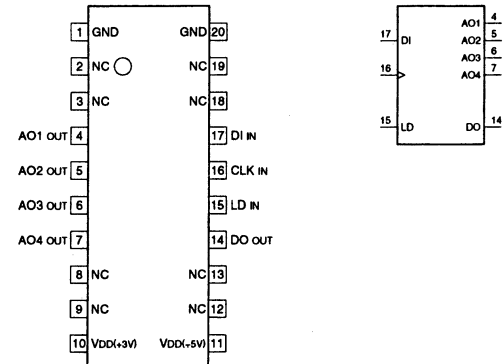 1 GND GND 20
2 NC NC 19
3 NC NC 18
AO1 OUT 4 17 DI IN
AO2 OUT 5 16 CLK IN
AO3 OUT 6 15 LD IN
AO4 OUT 7 14 DO OUT
8 NC NC 13
9 NC NC 12
10 VDD(+3V) VDD(+5V) 11
AO1 4
17 DI AO2 5
AO3 6
16 AO4 7
15 LD DO 14